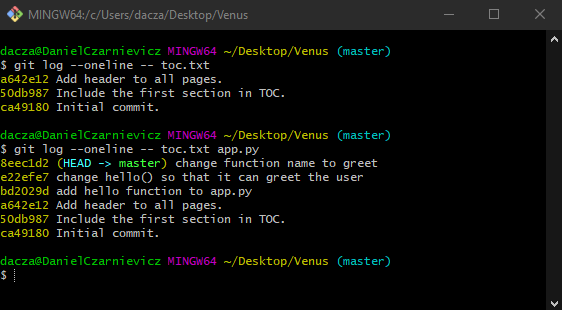 MINGW64:/c/Users/dacza/Desktop/Venus
dacza@DanielCzarnievicz MINGW64 ~/Desktop/Venus (master)
$ git log --oneline -- toc.txt
a642e12 Add header to all pages.
50db987 Include the first section in TOC.
ca49180 Initial commit.
dacza@DanielCzarnievicz MINGW64 ~/Desktop/Venus (master)
$ git log --oneline -- toc.txt app.py
8eec1d2 (HEAD -> master) change function name to greet
e22efe7 change hello() so that it can greet the user
bd2029d add hello function to app.py
a642e12 Add header to all pages.
50db987 Include the first section in TOC.
ca49180 Initial commit.
dacza@DanielCzarnievicz MINGW64 ~/Desktop/Venus (master)
$